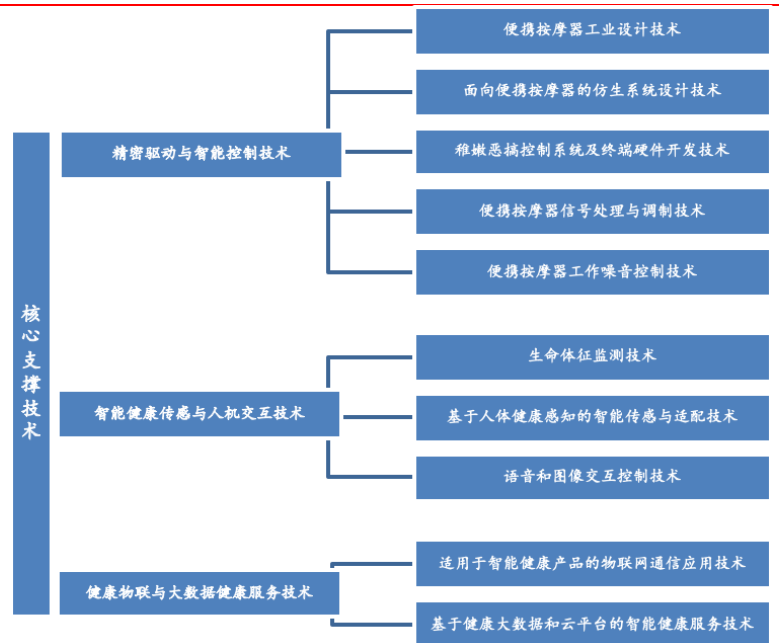 核心支撑技术
精密驱动与智能控制技术
便携按摩器工业设计技术
面向便携按摩器的仿生系统设计技术
稚嫩恶搞控制系统及终端硬件开发技术
便携按摩器信号处理与调制技术
便携按摩器工作噪音控制技术
智能健康传感与人机交互技术
生命体征监测技术
基于人体健康感知的智能传感与适配技术
语音和图像交互控制技术
健康物联与大数据健康服务技术
适用于智能健康产品的物联网通信应用技术
基于健康大数据和云平台的智能健康服务技术